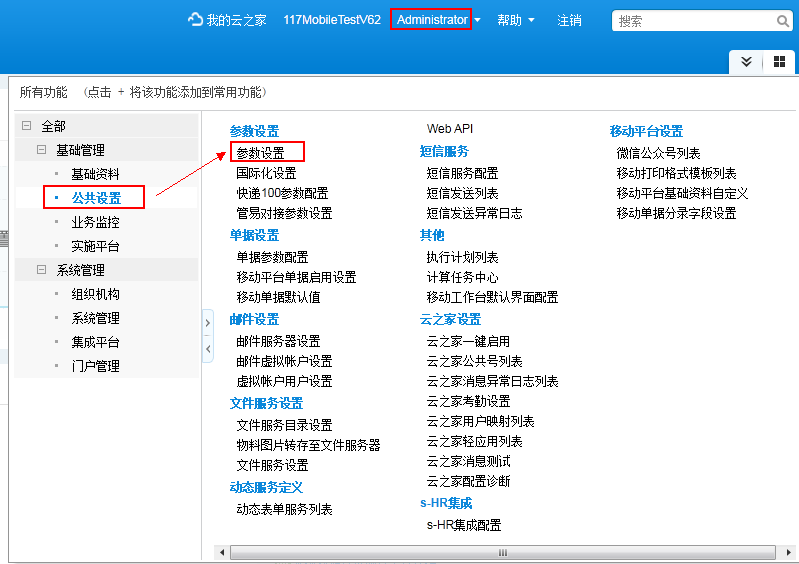 我的云之家 117MobileTestV62 Administrator 帮助 注销 搜索
所有功能 (点击 + 将该功能添加到常用功能)
全部
基础管理
基础资料
公共设置
业务监控
实施平台
系统管理
组织机构
系统管理
集成平台
门户管理
参数设置
参数设置
国际化设置
快递100参数配置
管易对接参数设置
单据设置
单据参数配置
移动平台单据启用设置
移动单据默认值
邮件设置
邮件服务器设置
邮件虚拟帐户设置
虚拟帐户用户设置
文件服务设置
文件服务目录设置
物料图片转存至文件服务器
文件服务设置
动态服务定义
动态表单服务列表
Web API
短信服务
短信服务配置
短信发送列表
短信发送异常日志
其他
执行计划列表
计算任务中心
移动工作台默认界面配置
云之家设置
云之家一键启用
云之家公共号列表
云之家消息异常日志列表
云之家考勤设置
云之家用户映射列表
云之家轻应用列表
云之家消息测试
云之家配置诊断
s-HR集成
s-HR集成配置
移动平台设置
微信公众号列表
移动打印格式模板列表
移动平台基础资料自定义
移动单据分录字段设置